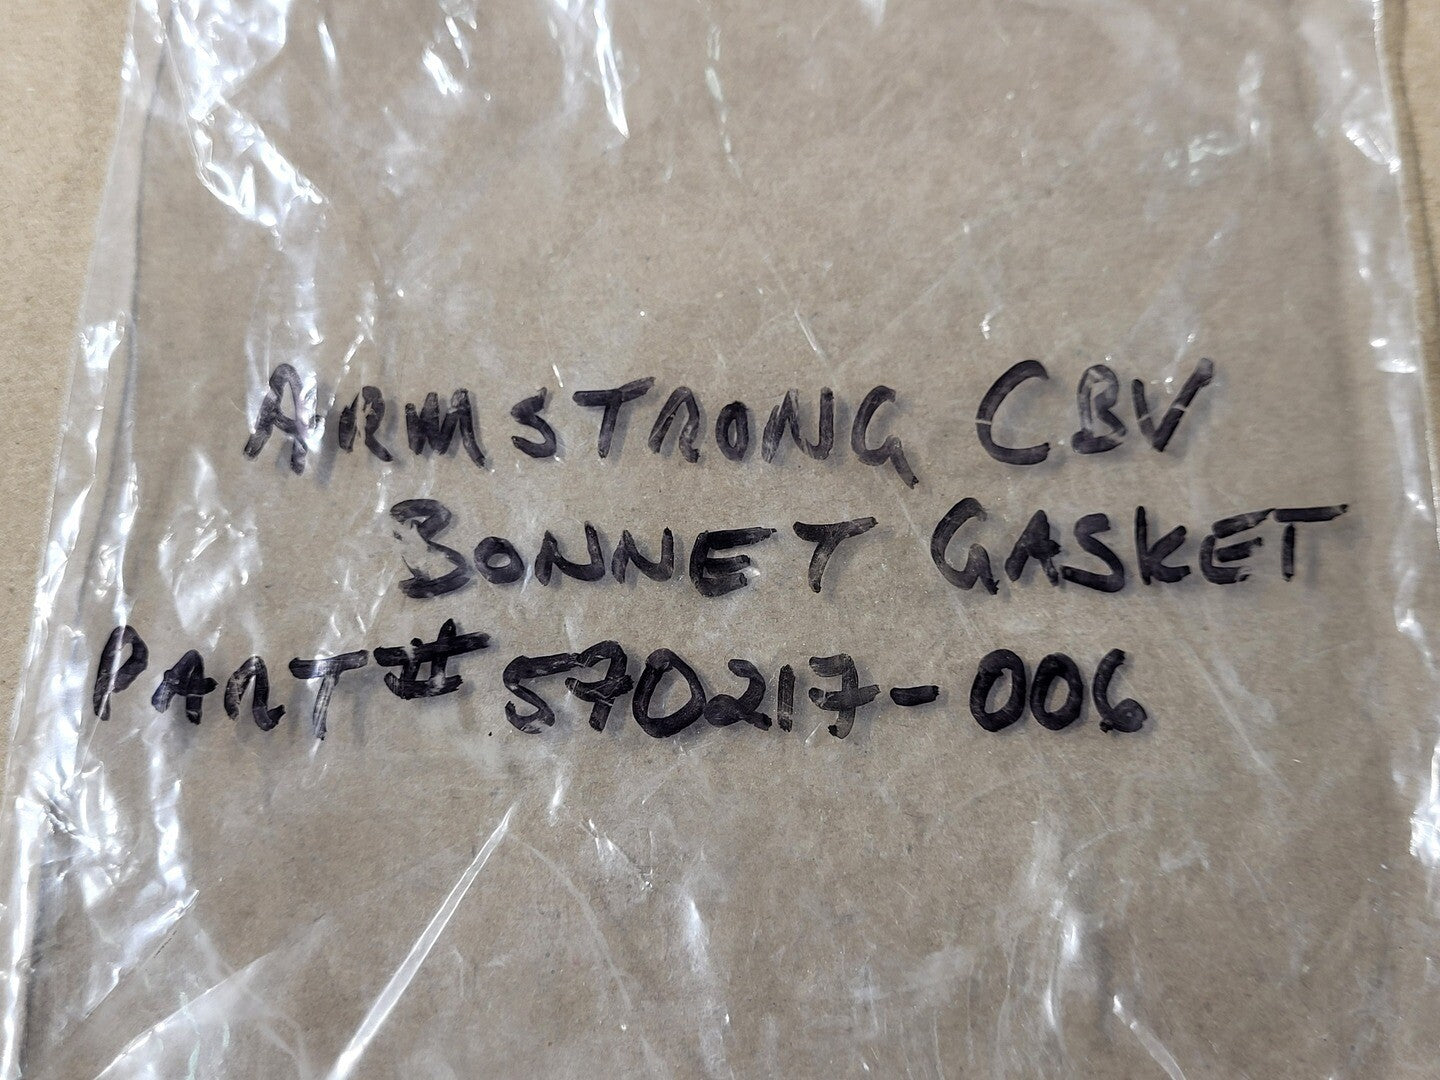 ARMSTRONG CBV
BONNET GASKET
PART# 570217-006